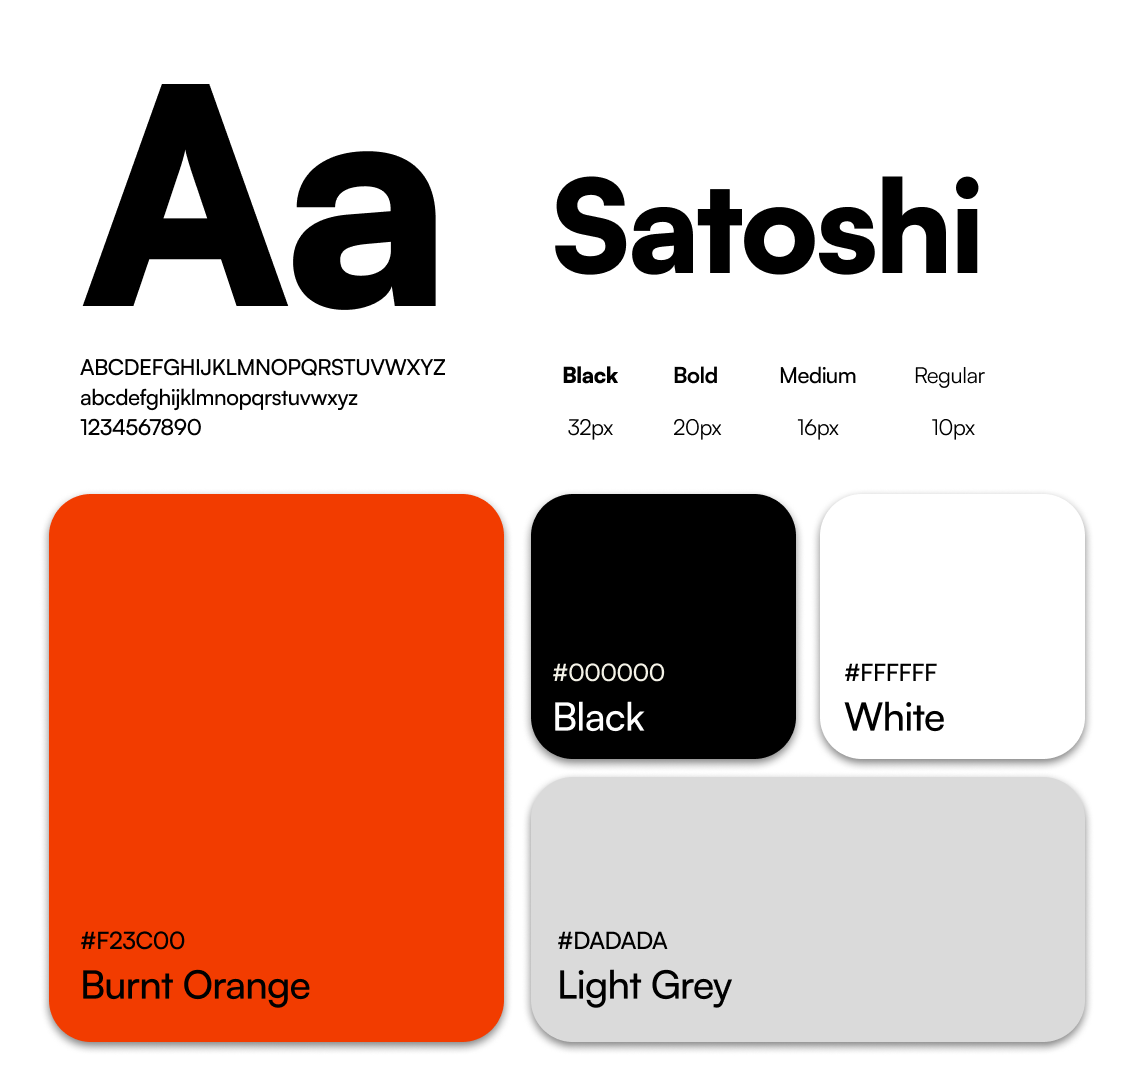 Aa
Satoshi
ABCDEFGHIJKLMNOPQRSTUVWXYZ
abcdefghijklmnopqrstuvwxyz
1234567890
Black Bold Medium Regular
32px 20px 16px 10px
#000000
Black
#FFFFFF
White
#F23C00
Burnt Orange
#DADADA
Light Grey